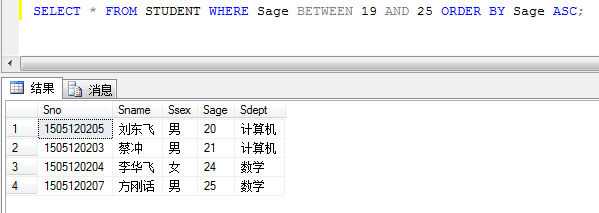 SELECT * FROM STUDENT WHERE Sage BETWEEN 19 AND 25 ORDER BY Sage ASC;
结果 消息
Sno Sname Ssex Sage Sdept
1 1505120205 刘东飞 男 20 计算机
2 1505120203 蔡冲 男 21 计算机
3 1505120204 李华飞 女 24 数学
4 1505120207 方刚话 男 25 数学